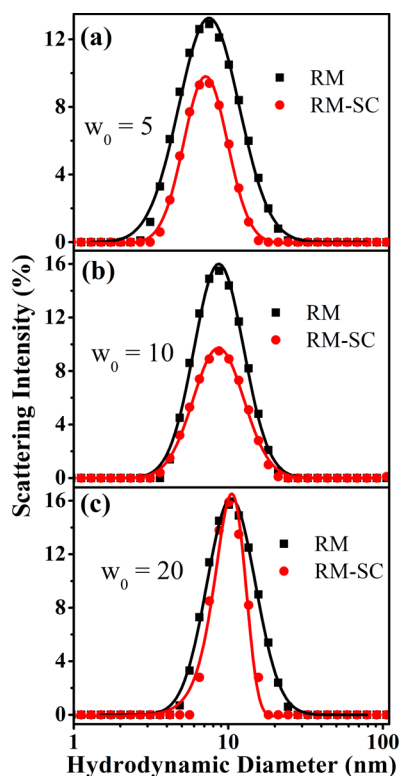 (a)
12
RM
RM-SC
w₀ = 5
8
4
0
(b)
16
RM
12
RM-SC
w₀ = 10
8
4
0
Scattering Intensity (%)
(c)
16
RM
12
RM-SC
w₀ = 20
8
4
0
1 10 100
Hydrodynamic Diameter (nm)